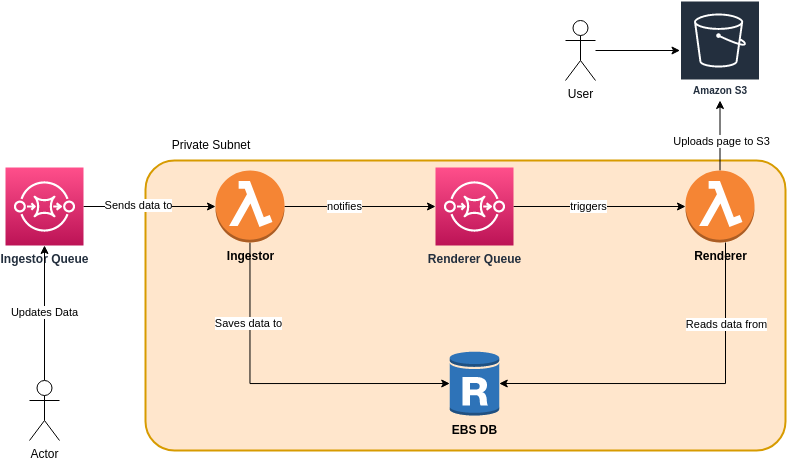 User
Amazon S3
Private Subnet
Uploads page to S3
Sends data to
notifies
triggers
Ingestor Queue
Ingestor
Renderer Queue
Renderer
Updates Data
Saves data to
Reads data from
R
EBS DB
Actor